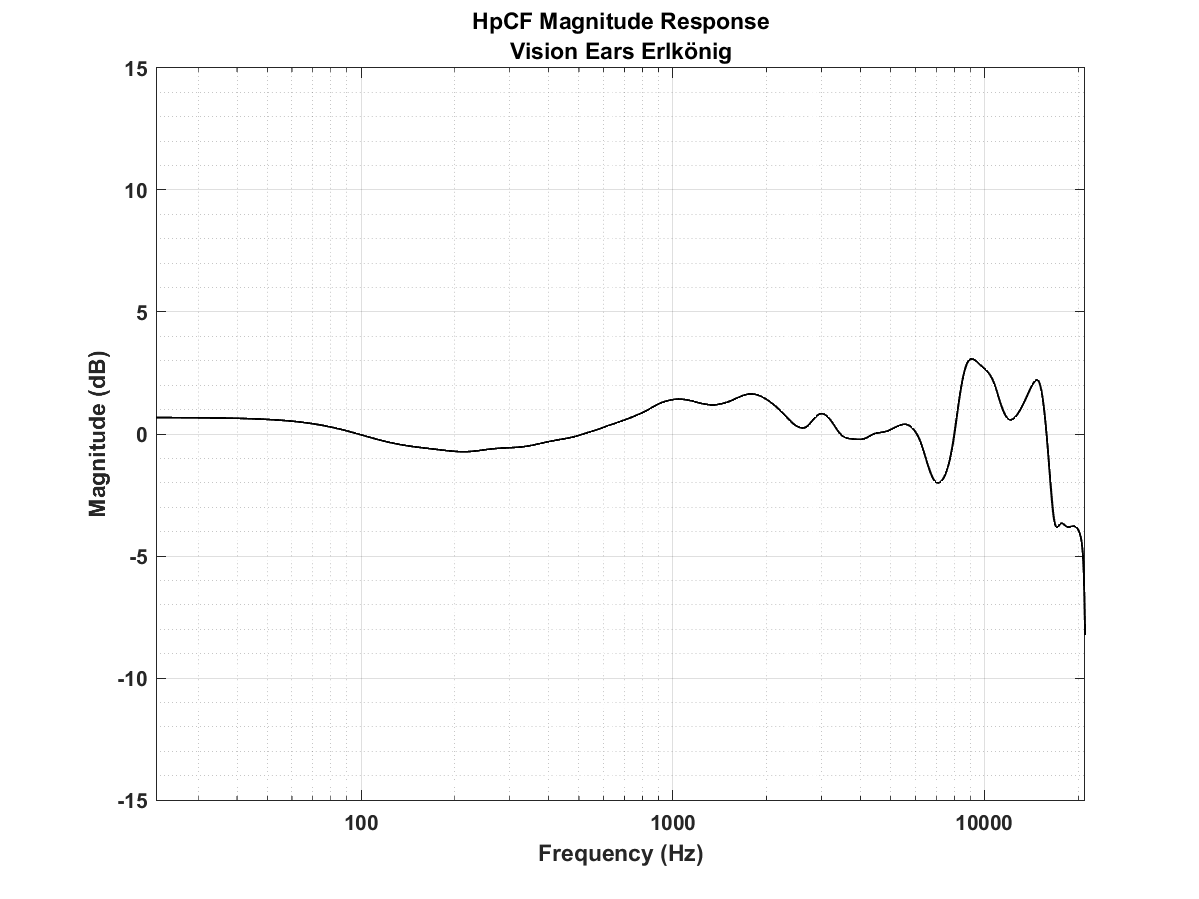 HpCF Magnitude Response
Vision Ears Erlkönig
15
10
5
0
-5
-10
-15
Magnitude (dB)
100
1000
10000
Frequency (Hz)